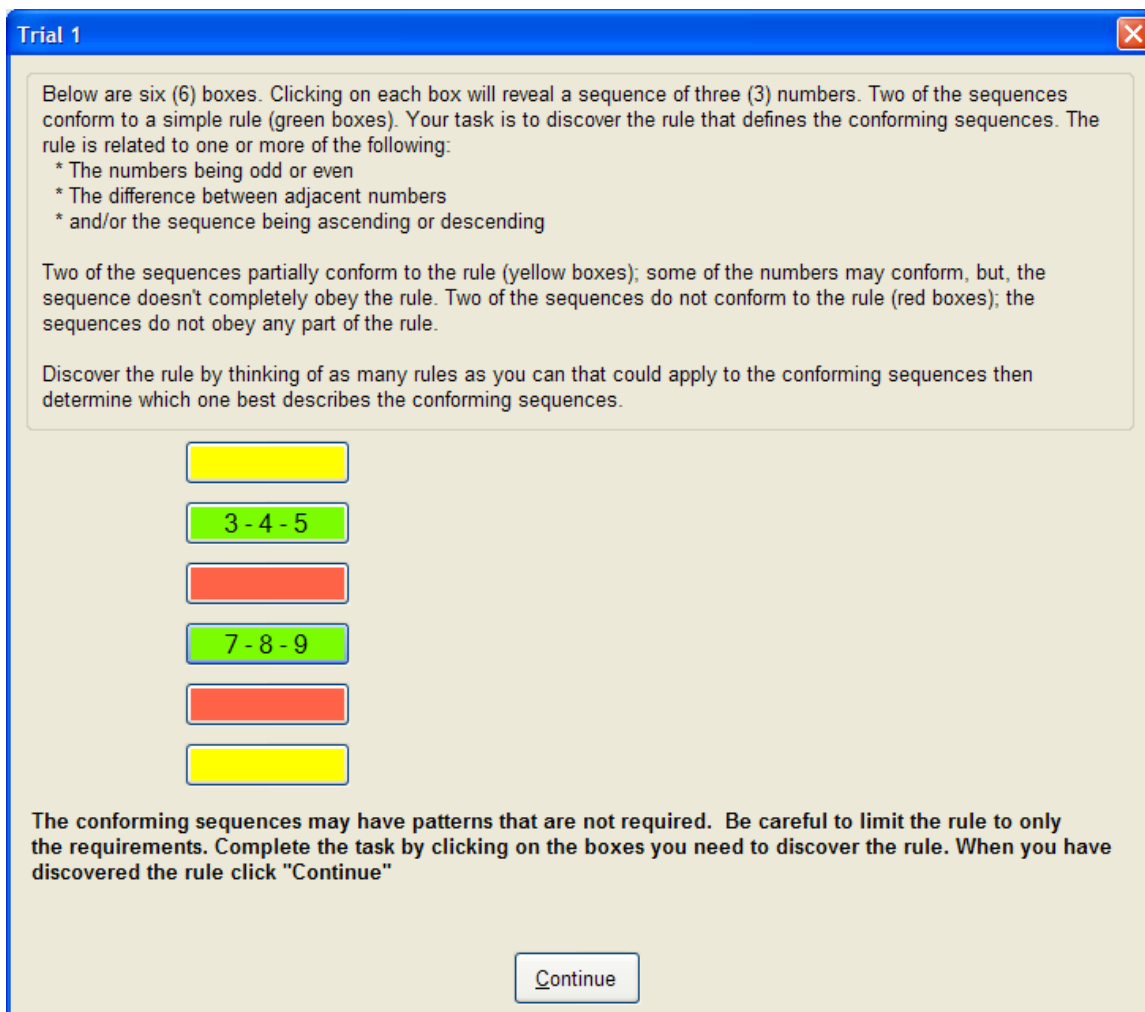 Trial 1
Below are six (6) boxes. Clicking on each box will reveal a sequence of three (3) numbers. Two of the sequences
conform to a simple rule (green boxes). Your task is to discover the rule that defines the conforming sequences. The
rule is related to one or more of the following:
* The numbers being odd or even
* The difference between adjacent numbers
* and/or the sequence being ascending or descending
Two of the sequences partially conform to the rule (yellow boxes); some of the numbers may conform, but, the
sequence doesn't completely obey the rule. Two of the sequences do not conform to the rule (red boxes); the
sequences do not obey any part of the rule.
Discover the rule by thinking of as many rules as you can that could apply to the conforming sequences then
determine which one best describes the conforming sequences.
3 - 4 - 5
7 - 8 - 9
The conforming sequences may have patterns that are not required. Be careful to limit the rule to only
the requirements. Complete the task by clicking on the boxes you need to discover the rule. When you have
discovered the rule click "Continue"
Continue